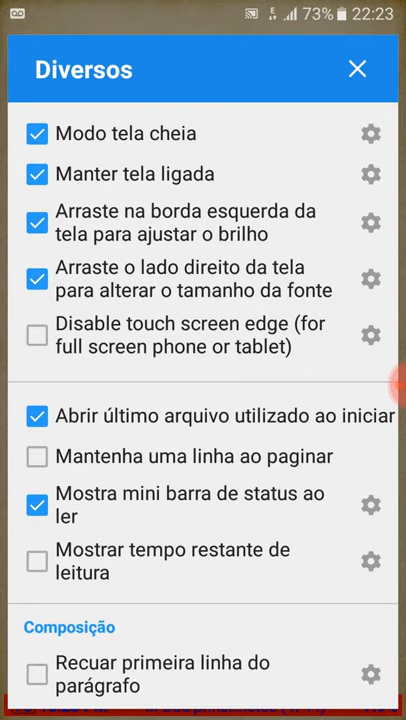 73% 22:23
Diversos
Modo tela cheia
Manter tela ligada
Arraste na borda esquerda da
tela para ajustar o brilho
Arraste o lado direito da tela
para alterar o tamanho da fonte
Disable touch screen edge (for
full screen phone or tablet)
Abrir último arquivo utilizado ao iniciar
Mantenha uma linha ao paginar
Mostra mini barra de status ao
ler
Mostrar tempo restante de
leitura
Composição
Recuar primeira linha do
parágrafo